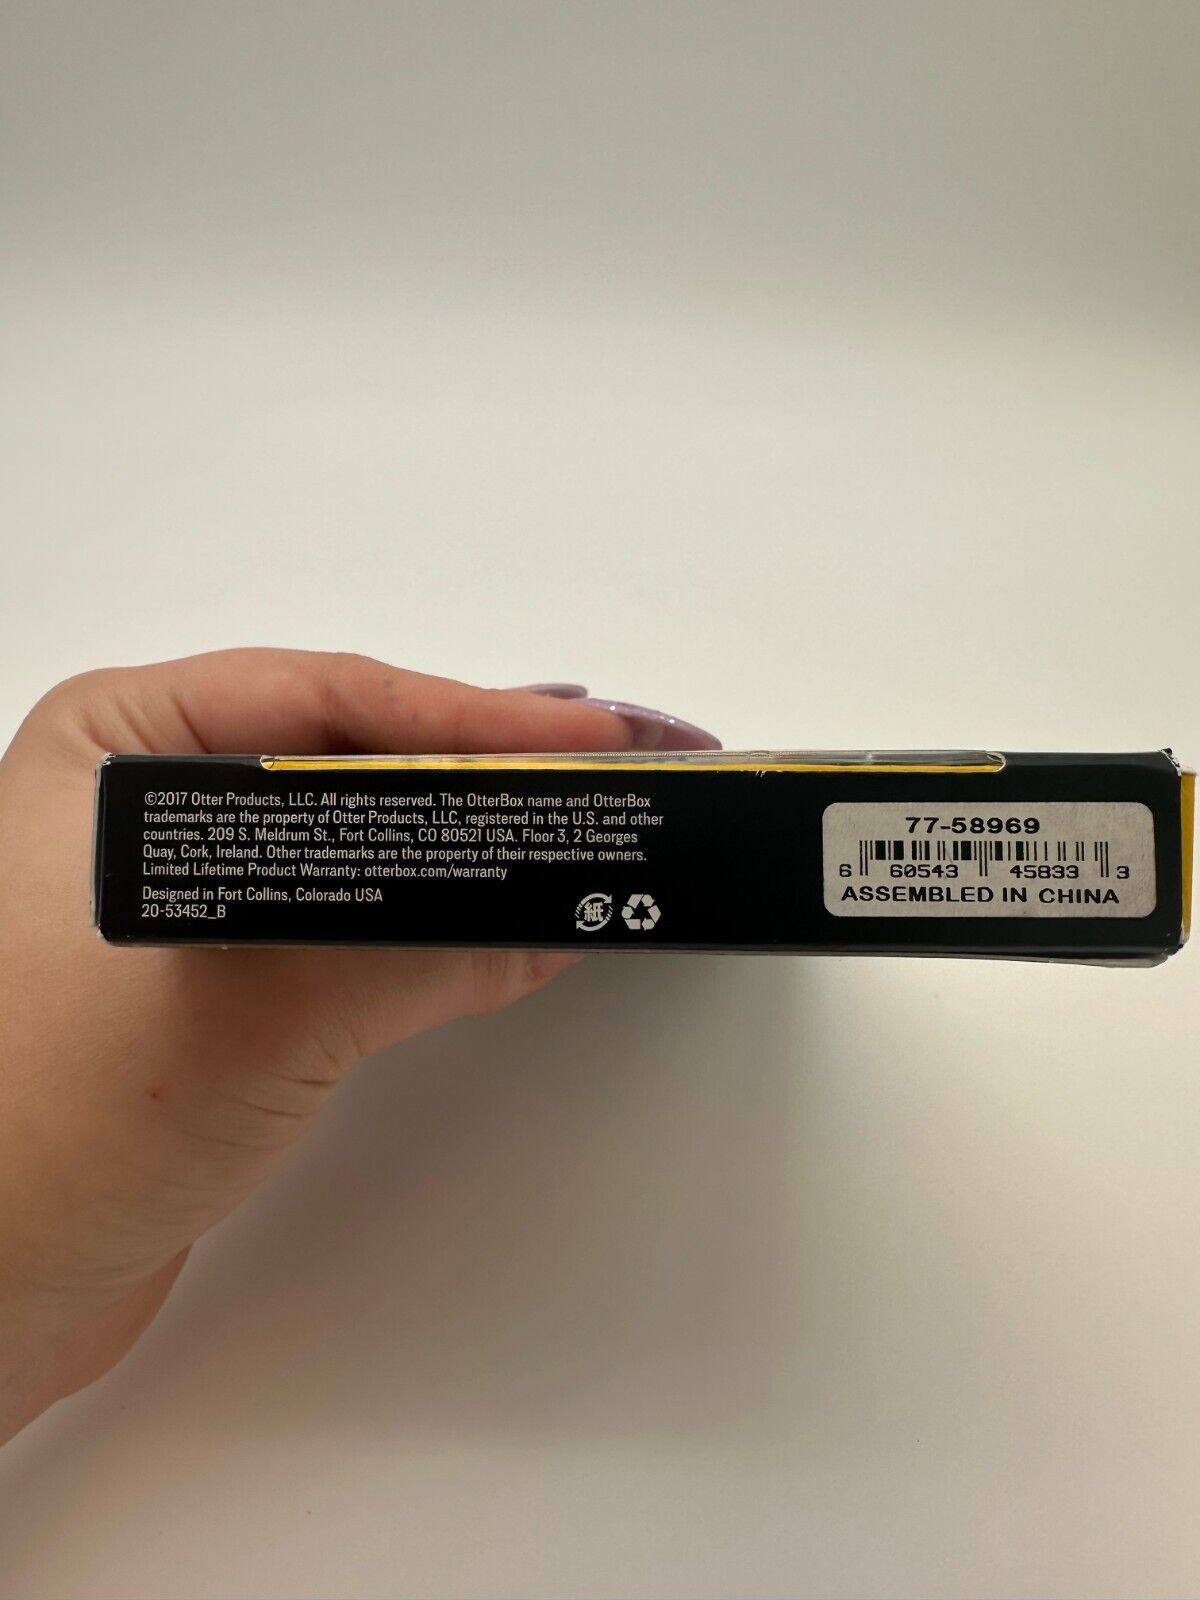 ©2017 Otter Products, LLC. All rights reserved. The OtterBox name and OtterBox
trademarks are the property of Otter Products, LLC, registered in the U.S. and other
countries. 209 S. Meldrum St., Fort Collins, CO 80521 USA. Floor 3, 2 Georges
Quay, Cork, Ireland. Other trademarks are the property of their respective owners.
Limited Lifetime Product Warranty: otterbox.com/warranty
Designed in Fort Collins, Colorado USA
20-53452_B
紙
77-58969
6 60543 45833 3
ASSEMBLED IN CHINA